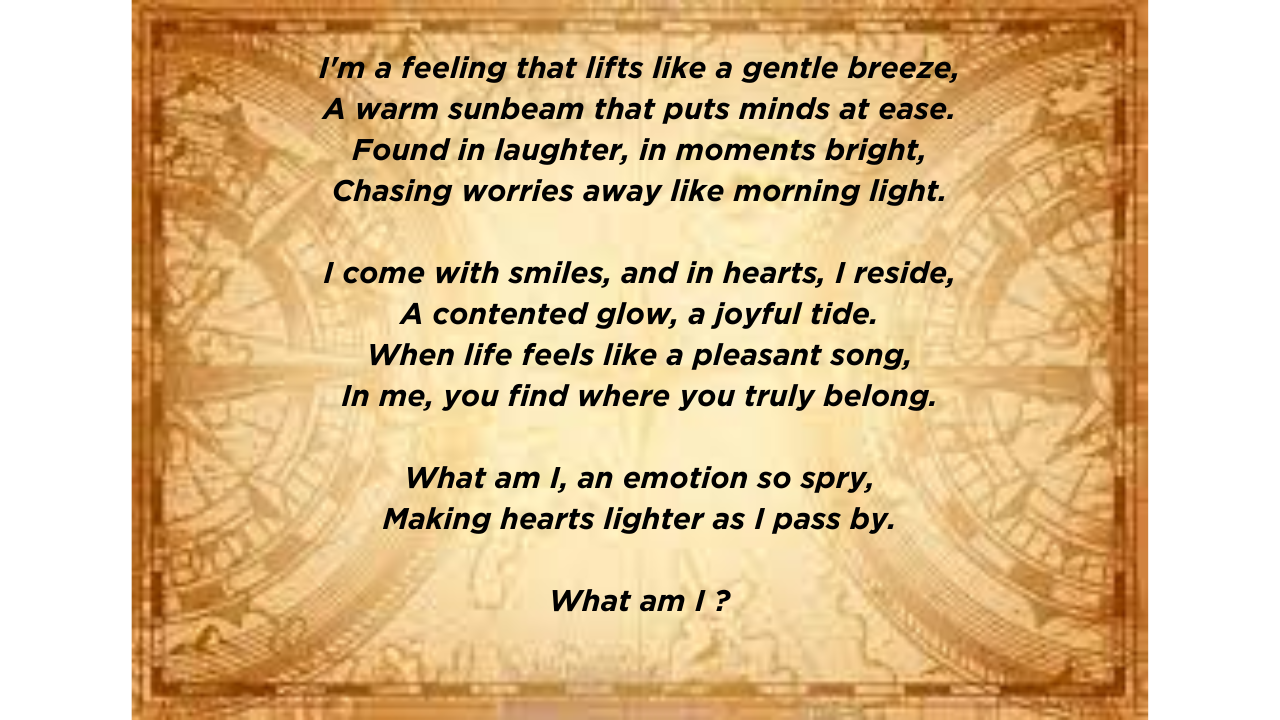 I'm a feeling that lifts like a gentle breeze,
A warm sunbeam that puts minds at ease.
Found in laughter, in moments bright,
Chasing worries away like morning light.
I come with smiles, and in hearts, I reside,
A contented glow, a joyful tide.
When life feels like a pleasant song,
In me, you find where you truly belong.
What am I, an emotion so spry,
Making hearts lighter as I pass by.
What am I ?